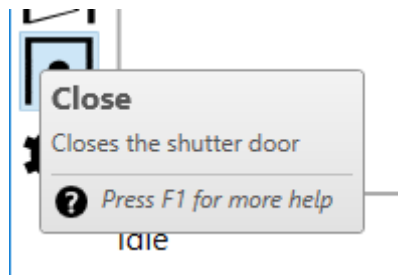 Close
Closes the shutter door
? Press F1 for more help
Idle